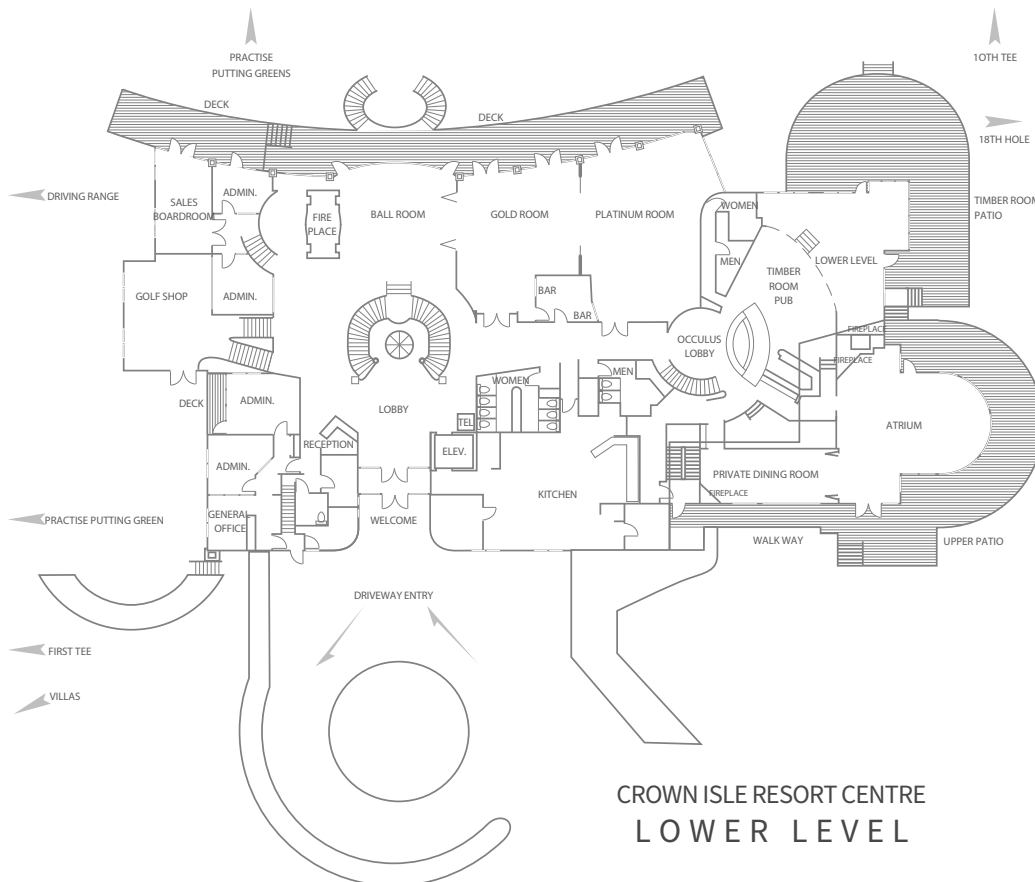 PRACTISE
PUTTING GREENS
1OTH TEE
DECK
DECK
18TH HOLE
DRIVING RANGE
ADMIN.
SALES
BOARDROOM
FIRE
PLACE
BALL ROOM
GOLD ROOM
PLATINUM ROOM
WOMEN
TIMBER ROOM
PATIO
MEN
LOWER LEVEL
TIMBER
ROOM
PUB
GOLF SHOP
ADMIN.
BAR
BAR
OCCULUS
LOBBY
FIREPLACE
FIREPLACE
DECK
ADMIN.
LOBBY
WOMEN
MEN
TEL
ATRIUM
RECEPTION
ELEV.
ADMIN.
KITCHEN
PRIVATE DINING ROOM
FIREPLACE
GENERAL
OFFICE
PRACTISE PUTTING GREEN
WELCOME
WALK WAY
UPPER PATIO
DRIVEWAY ENTRY
FIRST TEE
VILLAS
CROWN ISLE RESORT CENTRE
LOWER LEVEL